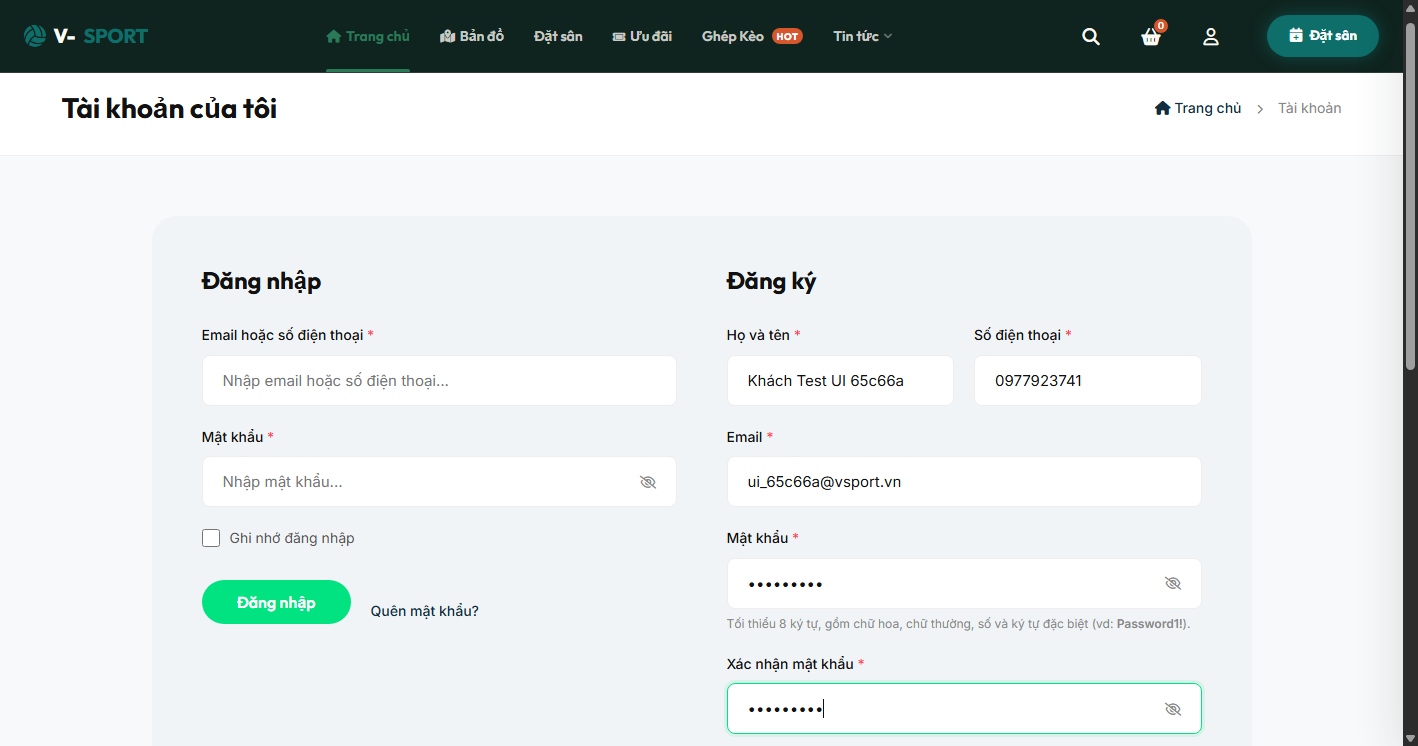 V- SPORT
Trang chủ
Bản đồ
Đặt sân
Ưu đãi
Ghép Kèo HOT
Tin tức
0
Đặt sân
Tài khoản của tôi
Trang chủ > Tài khoản
Đăng nhập
Email hoặc số điện thoại *
Nhập email hoặc số điện thoại...
Mật khẩu *
Nhập mật khẩu...
Ghi nhớ đăng nhập
Đăng nhập
Quên mật khẩu?
Đăng ký
Họ và tên *
Khách Test UI 65c66a
Số điện thoại *
0977923741
Email *
ui_65c66a@vsport.vn
Mật khẩu *
•••••••••
Tối thiểu 8 ký tự, gồm chữ hoa, chữ thường, số và ký tự đặc biệt (vd: Password1!).
Xác nhận mật khẩu *
•••••••••